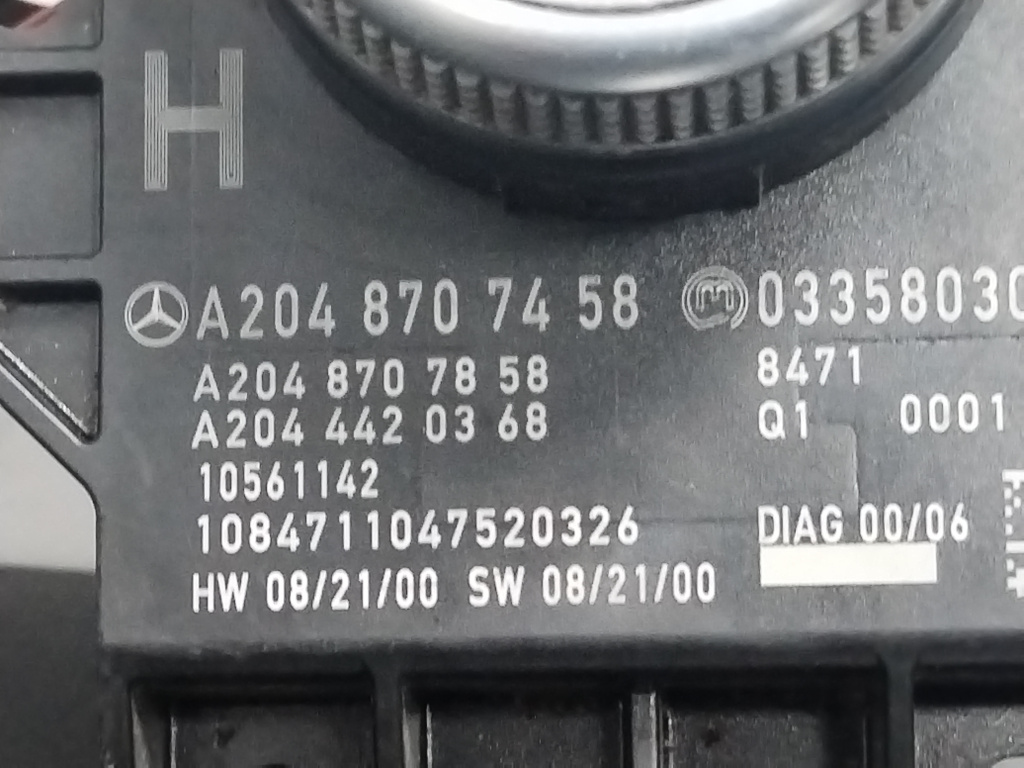 H
A204 870 74 58
03358030
A204 870 78 58
8471
A204 442 03 68
Q1 0001
10561142
1084711047520326
DIAG 00/06
HW 08/21/00 SW 08/21/00